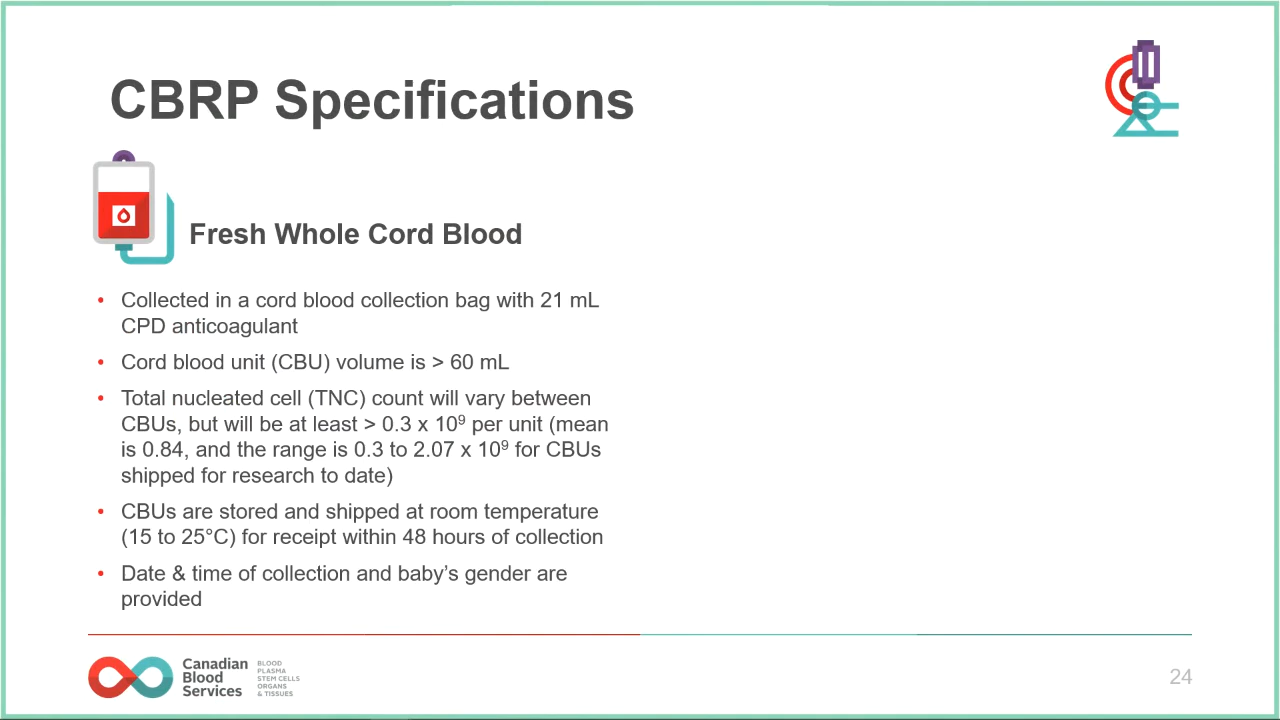 CBRP Specifications
Fresh Whole Cord Blood
• Collected in a cord blood collection bag with 21 mL
CPD anticoagulant
• Cord blood unit (CBU) volume is > 60 mL
• Total nucleated cell (TNC) count will vary between
CBUs, but will be at least > 0.3 x 10⁹ per unit (mean
is 0.84, and the range is 0.3 to 2.07 x 10⁹ for CBUs
shipped for research to date)
• CBUs are stored and shipped at room temperature
(15 to 25°C) for receipt within 48 hours of collection
• Date & time of collection and baby’s gender are
provided
Canadian
Blood
Services
BLOOD
PLASMA
STEM CELLS
ORGANS
& TISSUES
24